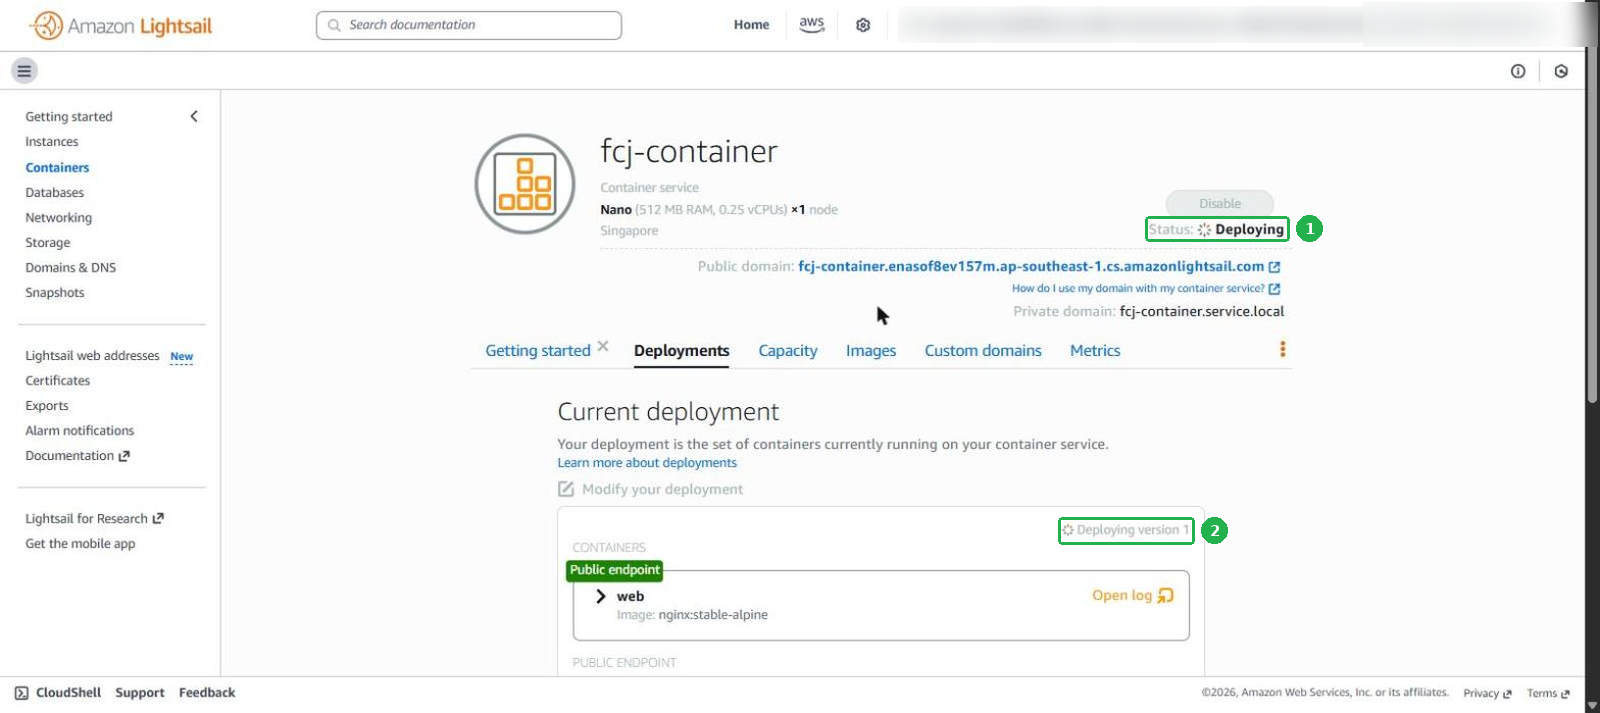 Amazon Lightsail
Search documentation
Home
aws
Getting started
Instances
Containers
Databases
Networking
Storage
Domains & DNS
Snapshots
Lightsail web addresses New
Certificates
Exports
Alarm notifications
Documentation
Lightsail for Research
Get the mobile app
fcj-container
Container service
Nano (512 MB RAM, 0.25 vCPUs) ×1 node
Singapore
Disable
Status: Deploying 1
Public domain: fcj-container.enasof8ev157m.ap-southeast-1.cs.amazonlightsail.com
How do I use my domain with my container service?
Private domain: fcj-container.service.local
Getting started Deployments Capacity Images Custom domains Metrics
Current deployment
Your deployment is the set of containers currently running on your container service.
Learn more about deployments
Modify your deployment
Deploying version 1 2
CONTAINERS
Public endpoint
web
Open log
Image: nginx:stable-alpine
PUBLIC ENDPOINT
CloudShell Support Feedback
©2026, Amazon Web Services, Inc. or its affiliates. Privacy Terms